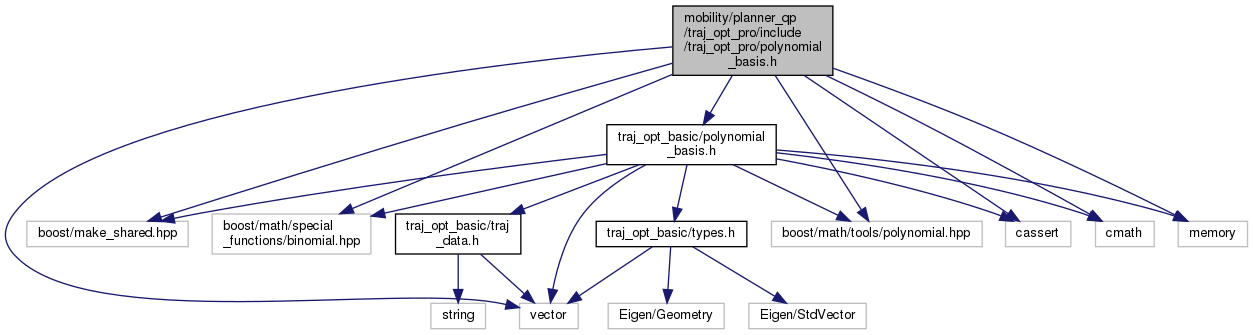 mobility/planner_qp
/traj_opt_pro/include
/traj_opt_pro/polynomial
_basis.h
traj_opt_basic/polynomial
_basis.h
boost/make_shared.hpp
boost/math/special
_functions/binomial.hpp
traj_opt_basic/traj
_data.h
traj_opt_basic/types.h
boost/math/tools/polynomial.hpp
cassert
cmath
memory
string
vector
Eigen/Geometry
Eigen/StdVector